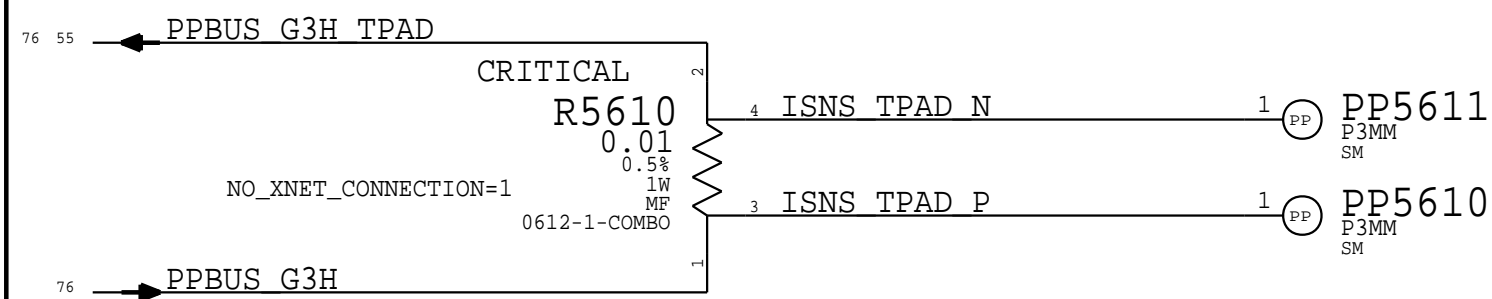 76 55 PPBUS_G3H_TPAD
CRITICAL
2
R5610
4 ISNS_TPAD_N
1 PP PP5611
0.01
P3MM
0.5%
SM
NO_XNET_CONNECTION=1
1W
MF
3 ISNS_TPAD_P
1 PP PP5610
0612-1-COMBO
P3MM
SM
1
76 PPBUS_G3H